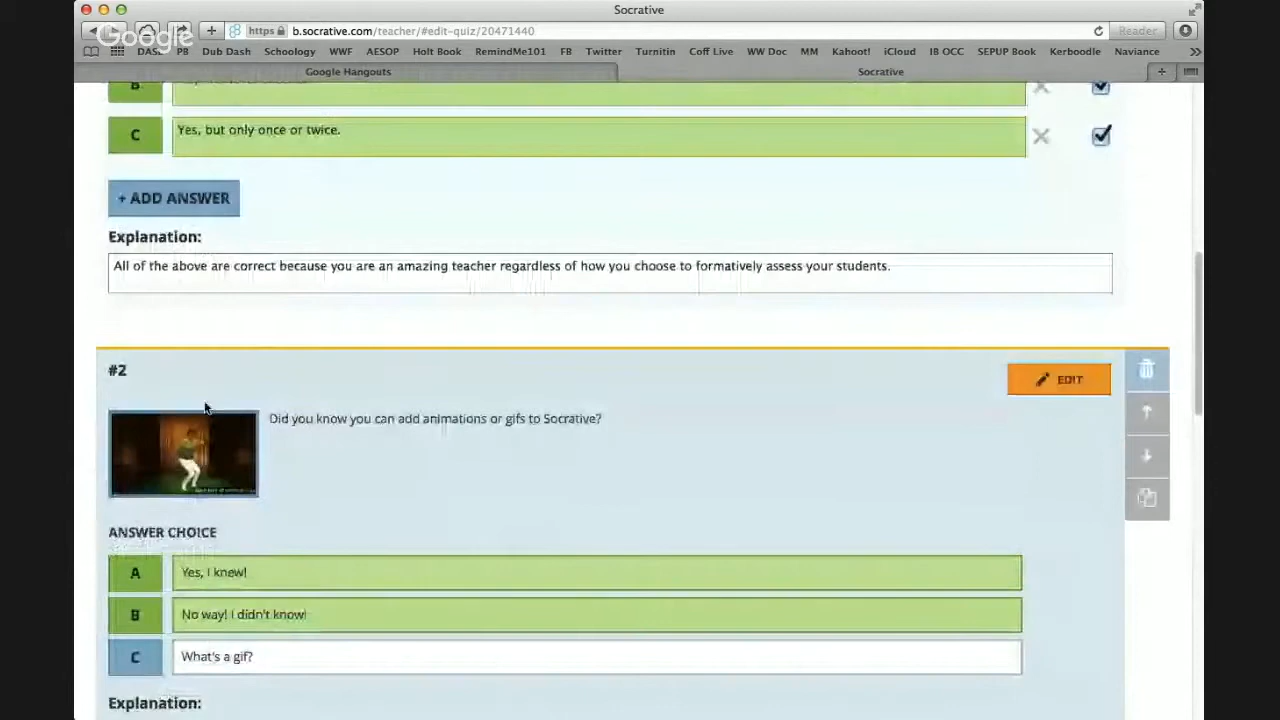 Socrative
Google
https b.socrative.com/teacher/#edit-quiz/20471440
Reader
DASL PB Dub Dash Schoology WWF AESOP Holt Book RemindMe101 FB Twitter Turnitin Coff Live WW Doc MM Kahoot! iCloud IB OCC SEPUP Book Kerboodle Naviance
Google Hangouts
Socrative
B
C Yes, but only once or twice.
+ ADD ANSWER
Explanation:
All of the above are correct because you are an amazing teacher regardless of how you choose to formatively assess your students.
#2
EDIT
Did you know you can add animations or gifs to Socrative?
ANSWER CHOICE
A Yes, I knew!
B No way! I didn't know!
C What's a gif?
Explanation: